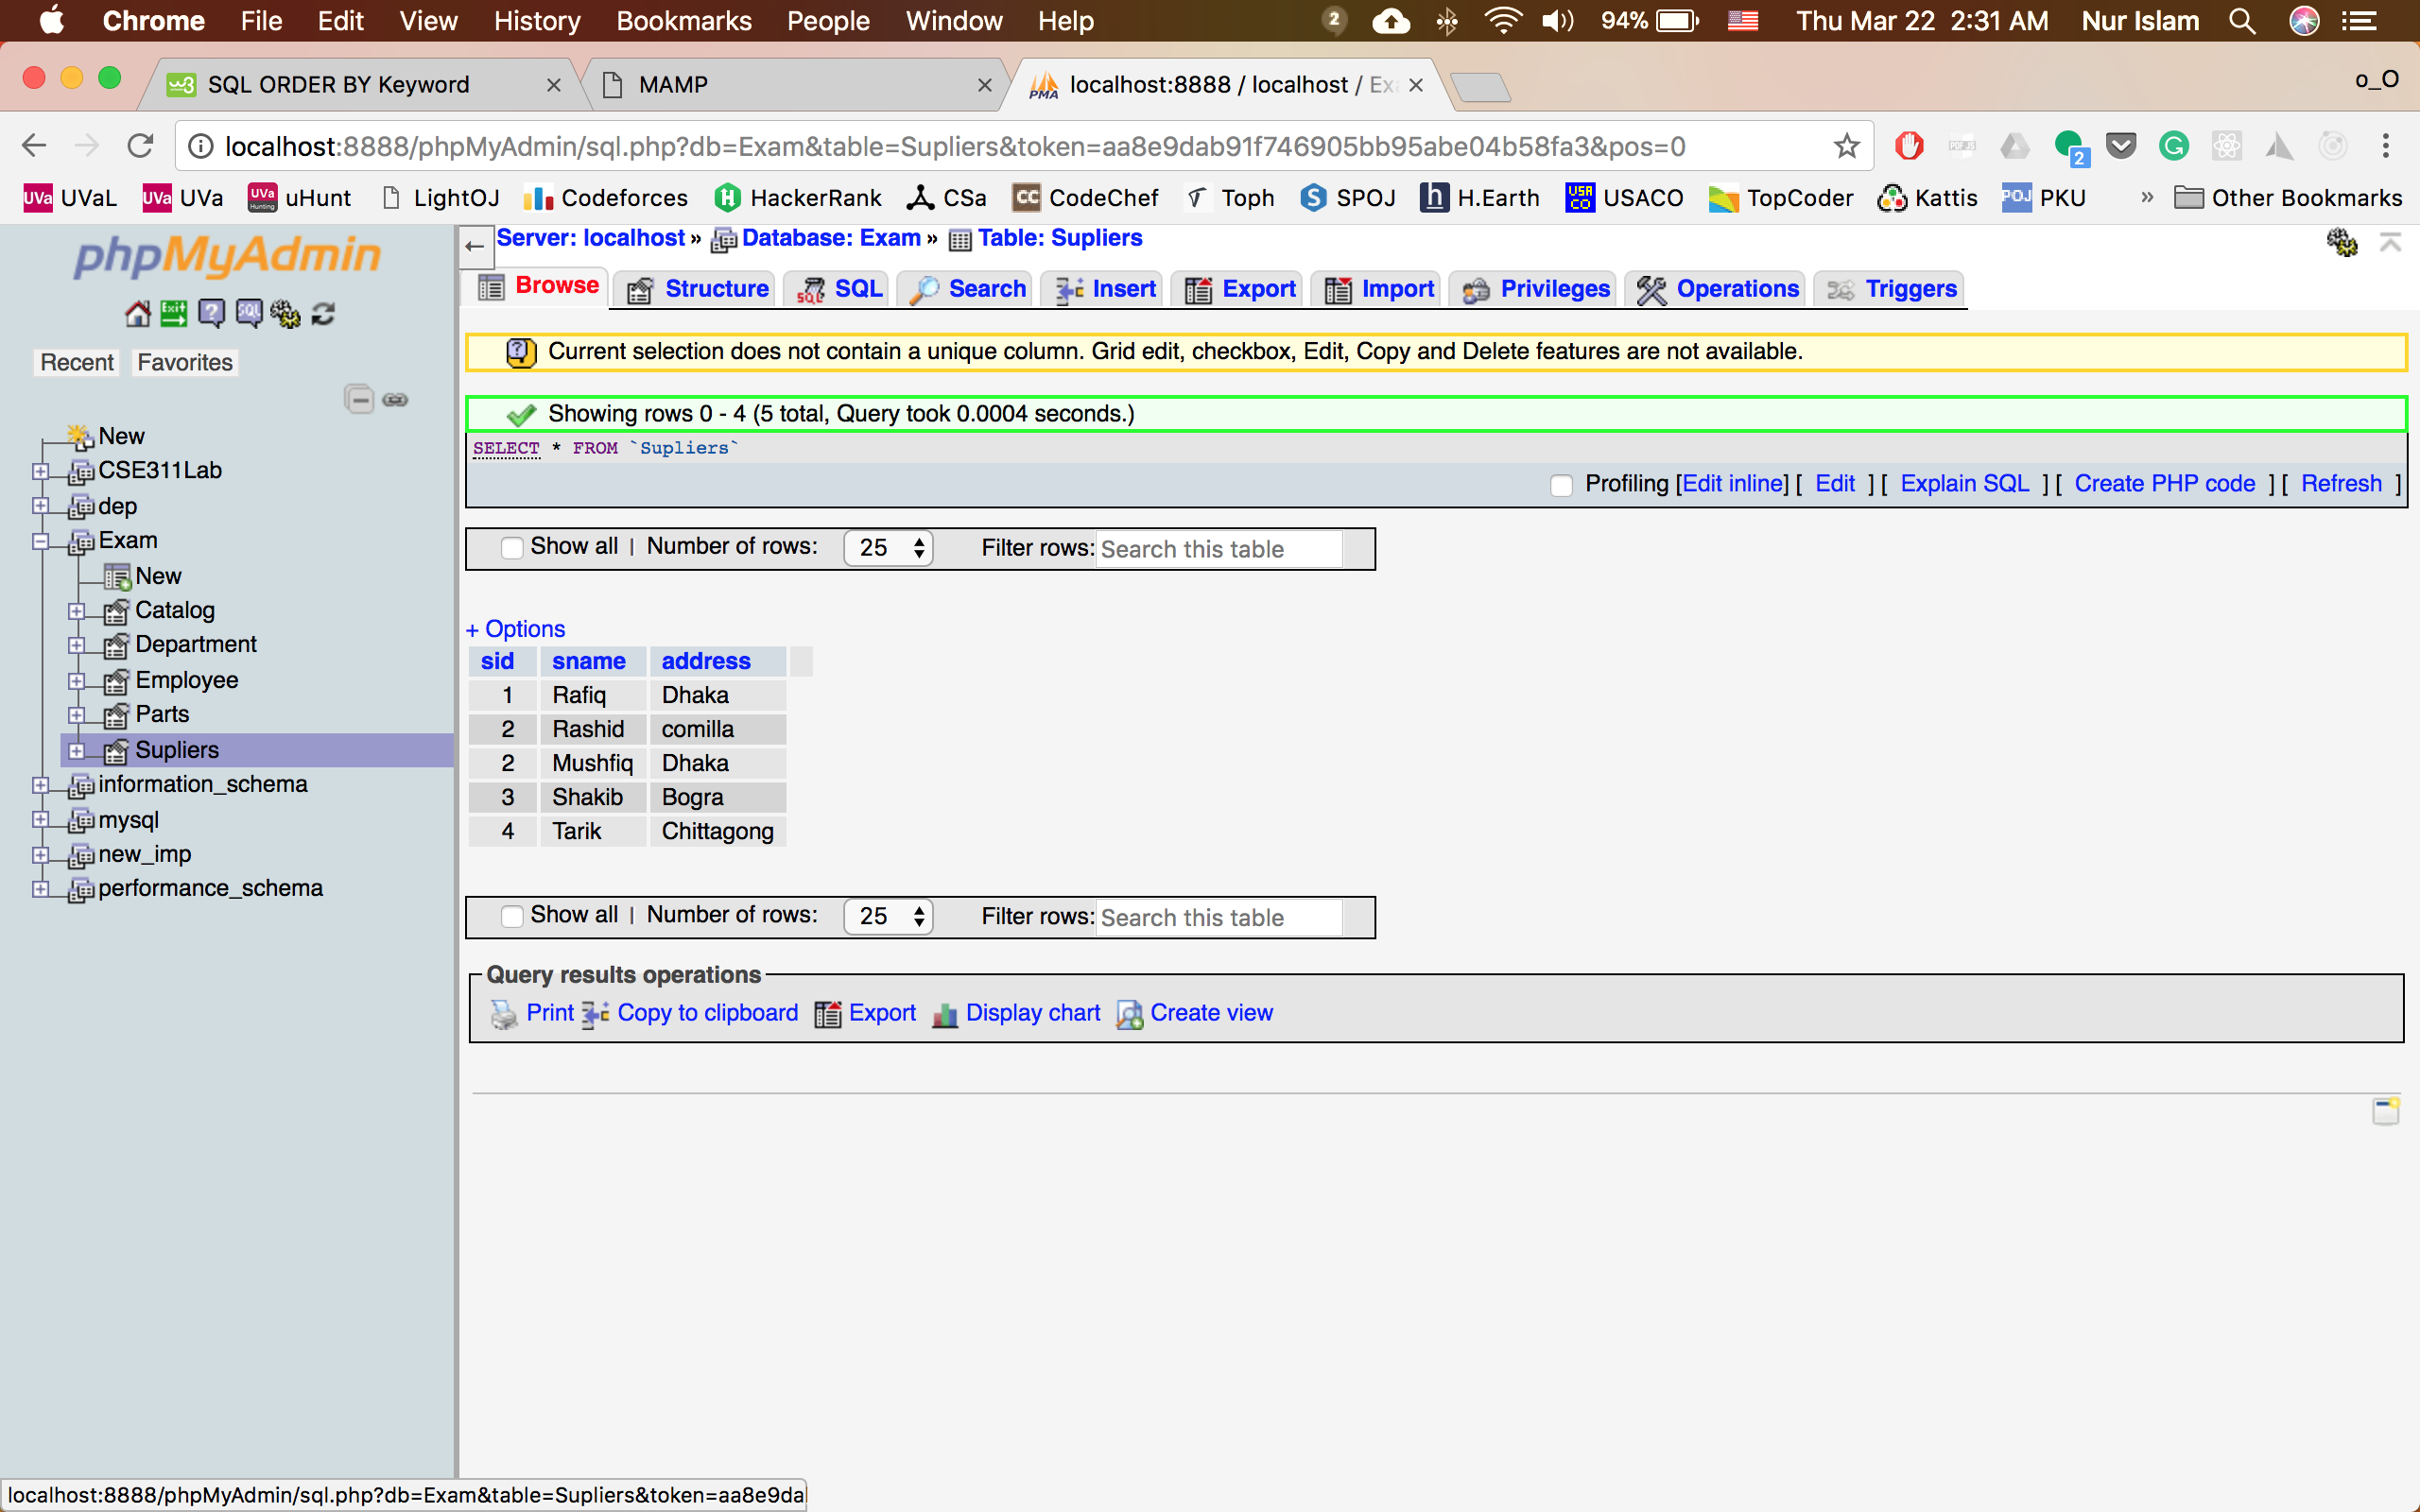 Chrome File Edit View History Bookmarks People Window Help 2 94% Thu Mar 22 2:31 AM Nur Islam
SQL ORDER BY Keyword MAMP localhost:8888 / localhost / Ex o_O
localhost:8888/phpMyAdmin/sql.php?db=Exam&table=Supliers&token=aa8e9dab91f746905bb95abe04b58fa3&pos=0
UVaL UVa uHunt LightOJ Codeforces HackerRank CSa CodeChef Toph SPOJ H.Earth USACO TopCoder Kattis PKU » Other Bookmarks
phpMyAdmin
Recent Favorites
New
CSE311Lab
dep
Exam
New
Catalog
Department
Employee
Parts
Supliers
information_schema
mysql
new_imp
performance_schema
Server: localhost » Database: Exam » Table: Supliers
Browse Structure SQL Search Insert Export Import Privileges Operations Triggers
Current selection does not contain a unique column. Grid edit, checkbox, Edit, Copy and Delete features are not available.
Showing rows 0 - 4 (5 total, Query took 0.0004 seconds.)
SELECT * FROM `Supliers`
Profiling [Edit inline] [ Edit ] [ Explain SQL ] [ Create PHP code ] [ Refresh ]
Show all | Number of rows: 25 Filter rows: Search this table
+ Options
sid sname address
1 Rafiq Dhaka
2 Rashid comilla
2 Mushfiq Dhaka
3 Shakib Bogra
4 Tarik Chittagong
Show all | Number of rows: 25 Filter rows: Search this table
Query results operations
Print Copy to clipboard Export Display chart Create view
localhost:8888/phpMyAdmin/sql.php?db=Exam&table=Supliers&token=aa8e9da